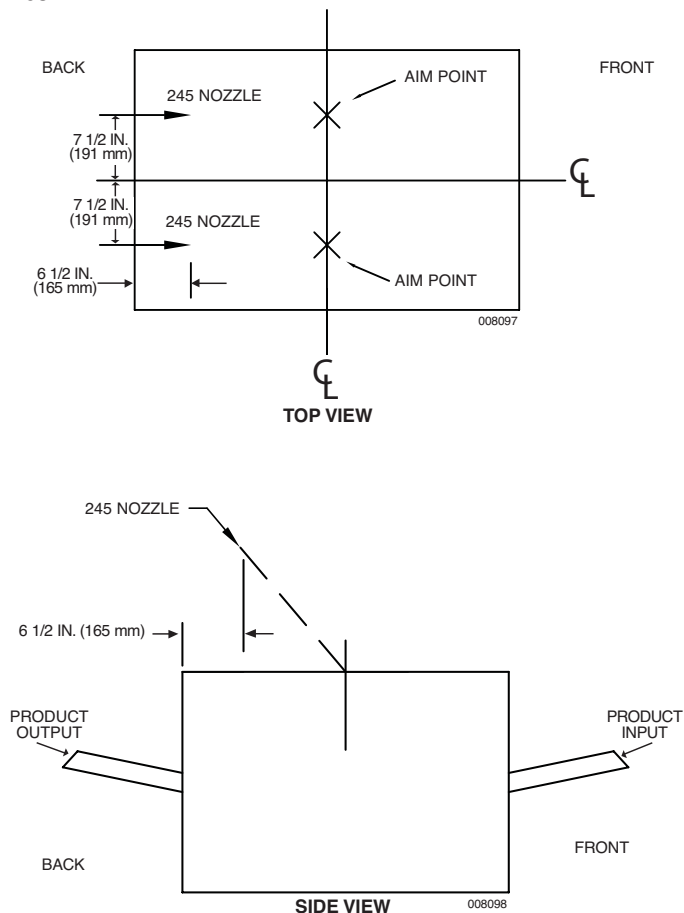 BACK
FRONT
AIM POINT
245 NOZZLE
7 1/2 IN.
(191 mm)
℄
7 1/2 IN.
(191 mm)
245 NOZZLE
6 1/2 IN.
(165 mm)
AIM POINT
008097
℄
TOP VIEW
245 NOZZLE
6 1/2 IN. (165 mm)
PRODUCT
OUTPUT
PRODUCT
INPUT
BACK
FRONT
SIDE VIEW
008098